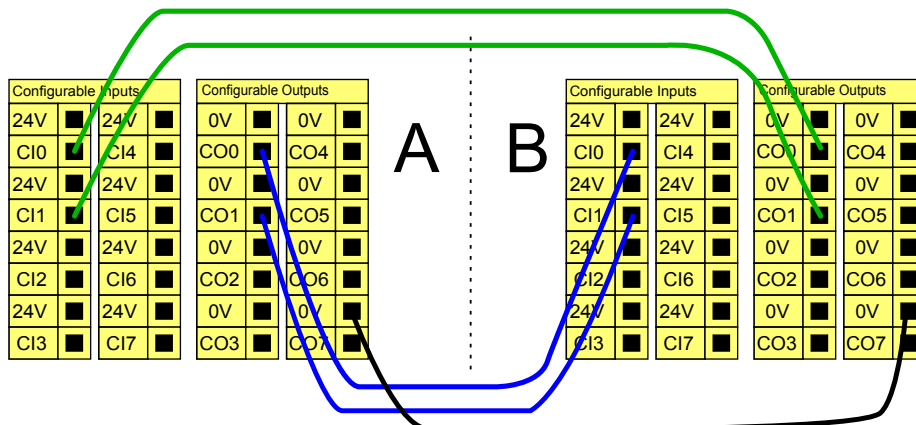 Configurable Inputs
24V 24V
CI0 CI4
24V 24V
CI1 CI5
24V 24V
CI2 CI6
24V 24V
CI3 CI7
Configurable Outputs
0V 0V
CO0 CO4
0V 0V
CO1 CO5
0V 0V
CO2 CO6
0V 0V
CO3 CO7
A
B
Configurable Inputs
24V 24V
CI0 CI4
24V 24V
CI1 CI5
24V 24V
CI2 CI6
24V 24V
CI3 CI7
Configurable Outputs
0V 0V
CO0 CO4
0V 0V
CO1 CO5
0V 0V
CO2 CO6
0V 0V
CO3 CO7